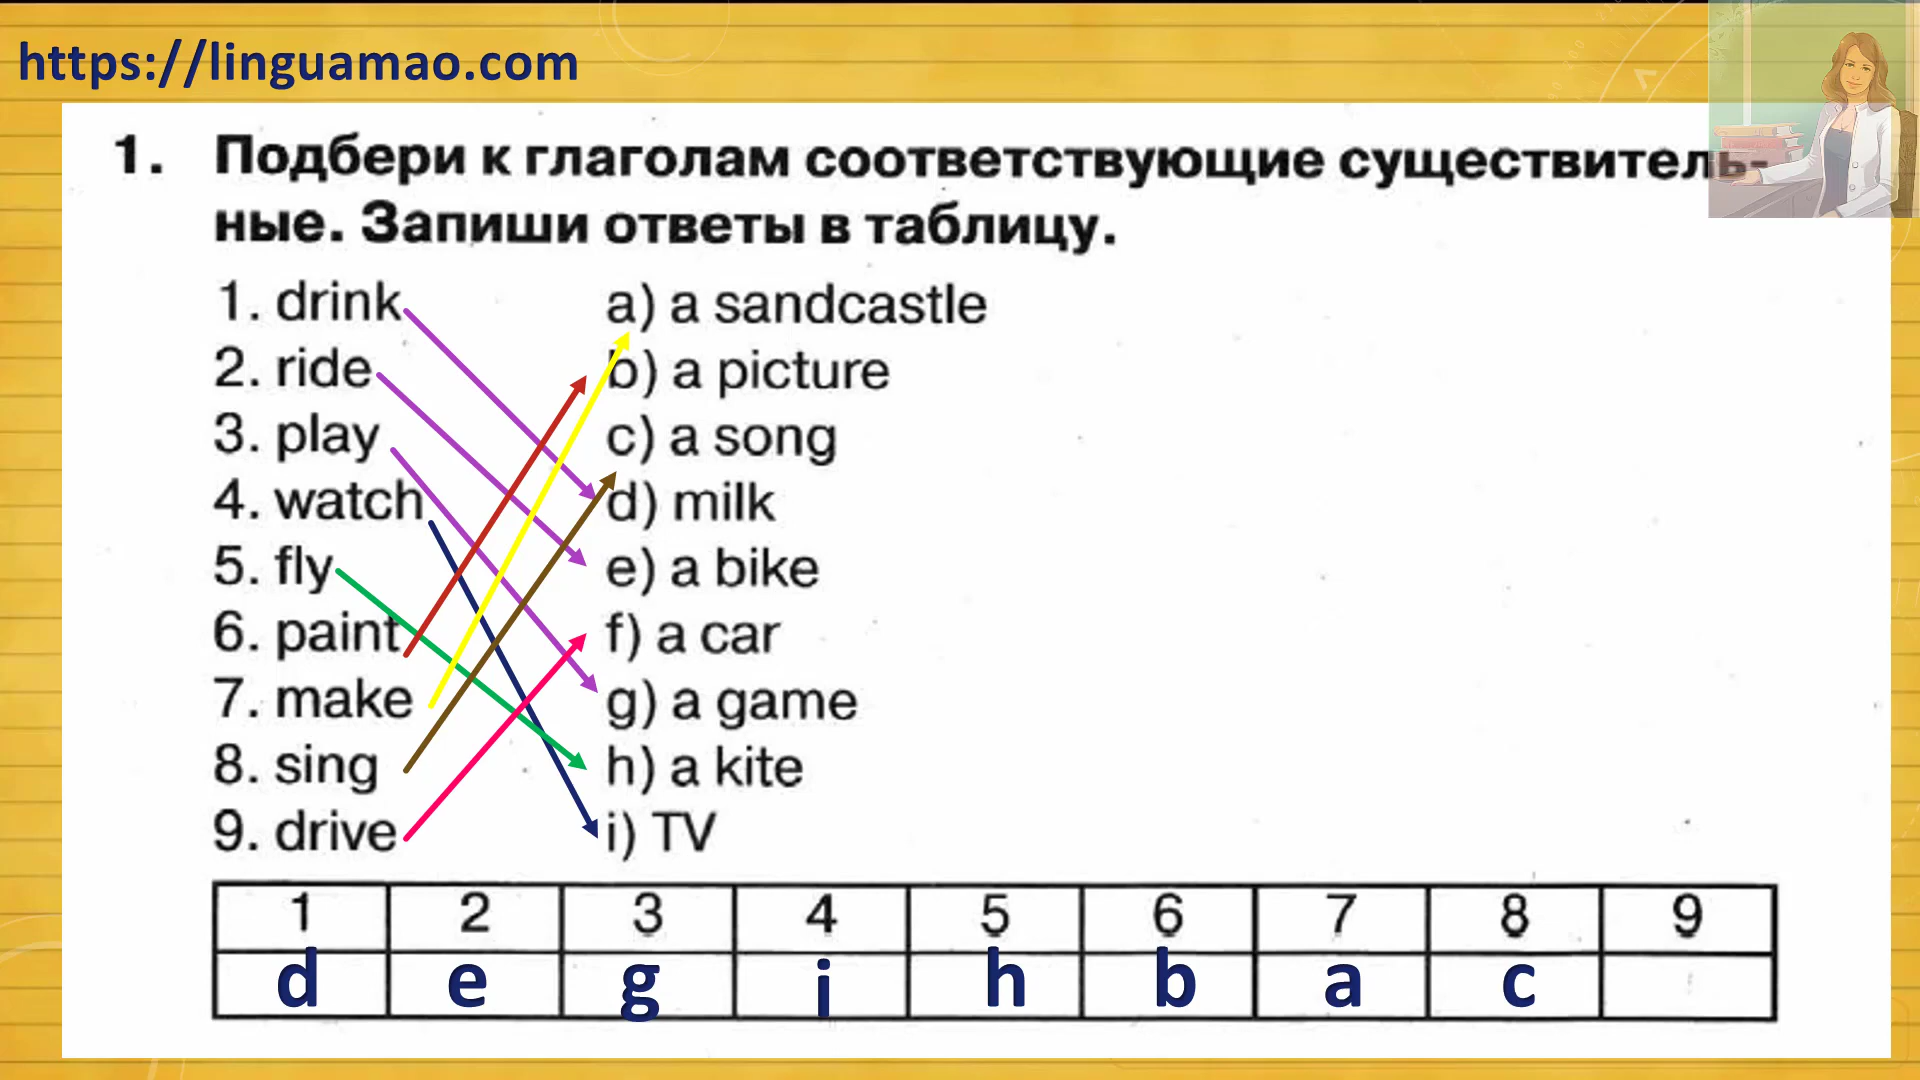 https://linguamao.com
1. Подбери к глаголам соответствующие существитель-
ные. Запиши ответы в таблицу.
1. drink a) a sandcastle
2. ride b) a picture
3. play c) a song
4. watch d) milk
5. fly e) a bike
6. paint f) a car
7. make g) a game
8. sing h) a kite
9. drive i) TV
1 2 3 4 5 6 7 8 9
d e g i h b a c